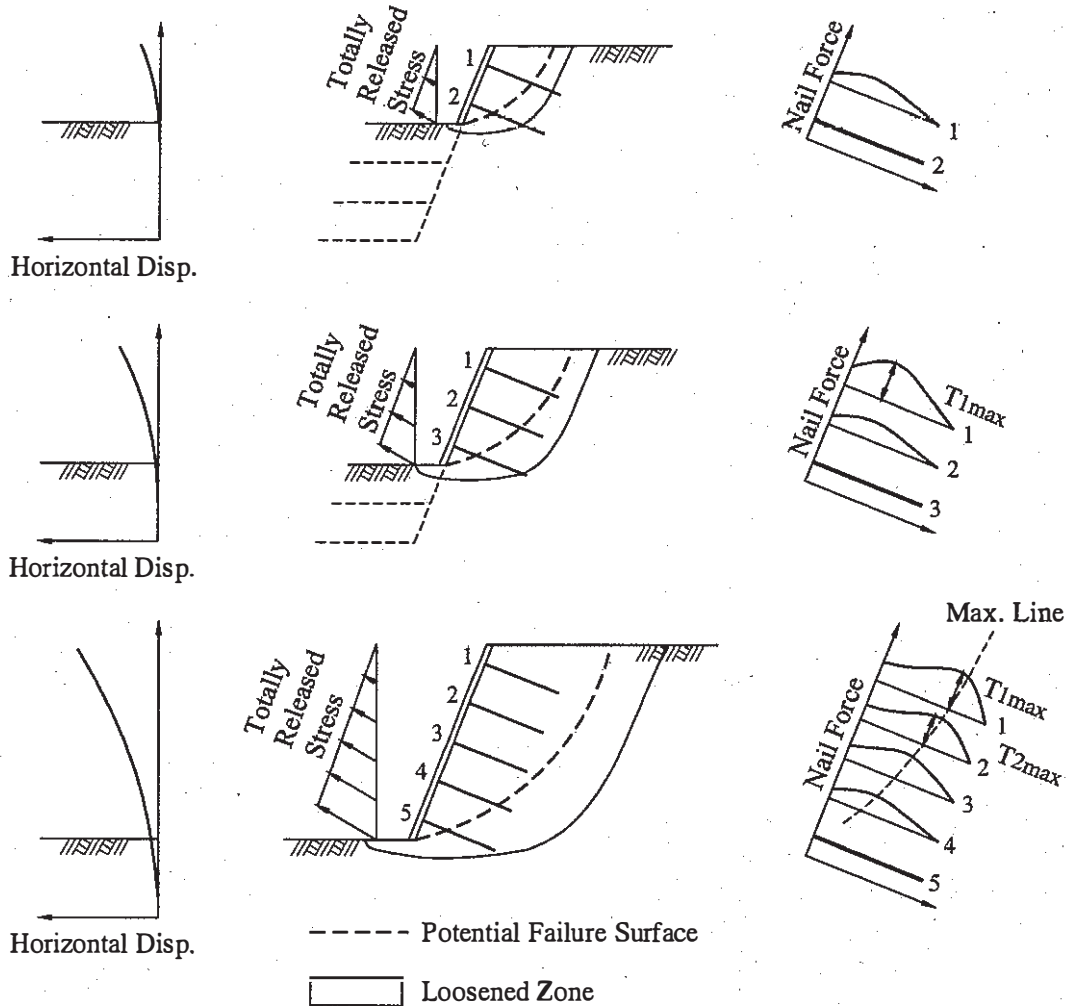 Totally
Released
Stress
1
2
Nail Force
1
2
Horizontal Disp.
Totally
Released
Stress
1
2
3
Nail Force
T1max
1
2
3
Horizontal Disp.
Max. Line
Totally
Released
Stress
1
2
3
4
5
Nail Force
T1max
1
T2max
2
3
4
5
Horizontal Disp.
Potential Failure Surface
Loosened Zone